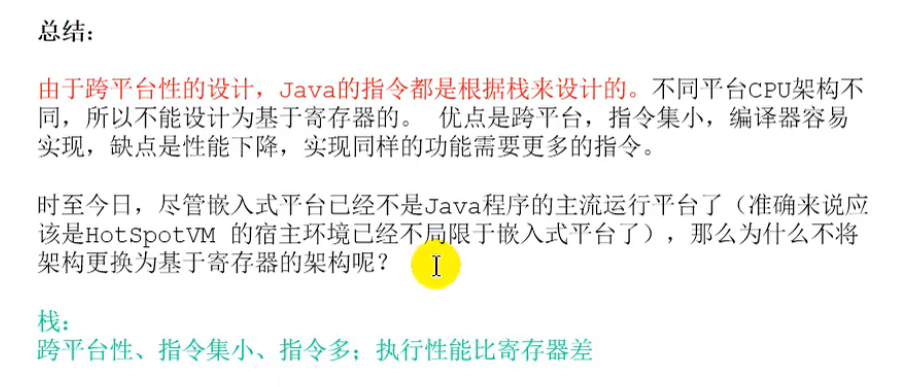 总结：
由于跨平台性的设计，Java的指令都是根据栈来设计的。不同平台CPU架构不
同，所以不能设计为基于寄存器的。 优点是跨平台，指令集小，编译器容易
实现，缺点是性能下降，实现同样的功能需要更多的指令。
时至今日，尽管嵌入式平台已经不是Java程序的主流运行平台了（准确来说应
该是HotSpotVM 的宿主环境已经不局限于嵌入式平台了），那么为什么不将
架构更换为基于寄存器的架构呢？
栈：
跨平台性、指令集小、指令多；执行性能比寄存器差